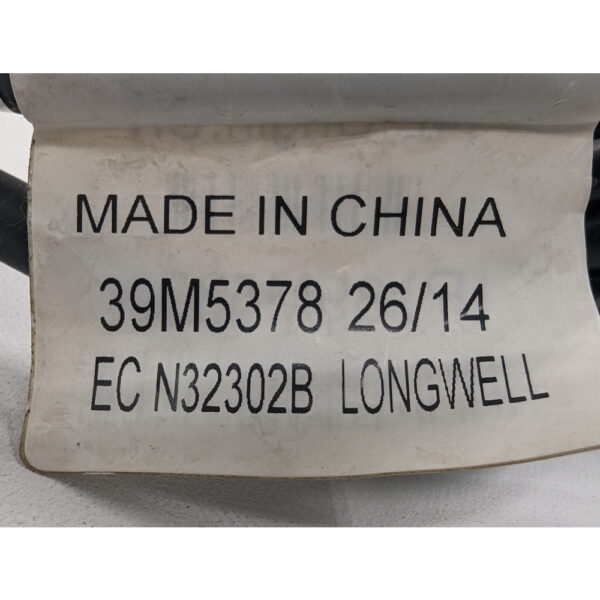 MADE IN CHINA
39M5378 26/14
EC N32302B LONGWELL